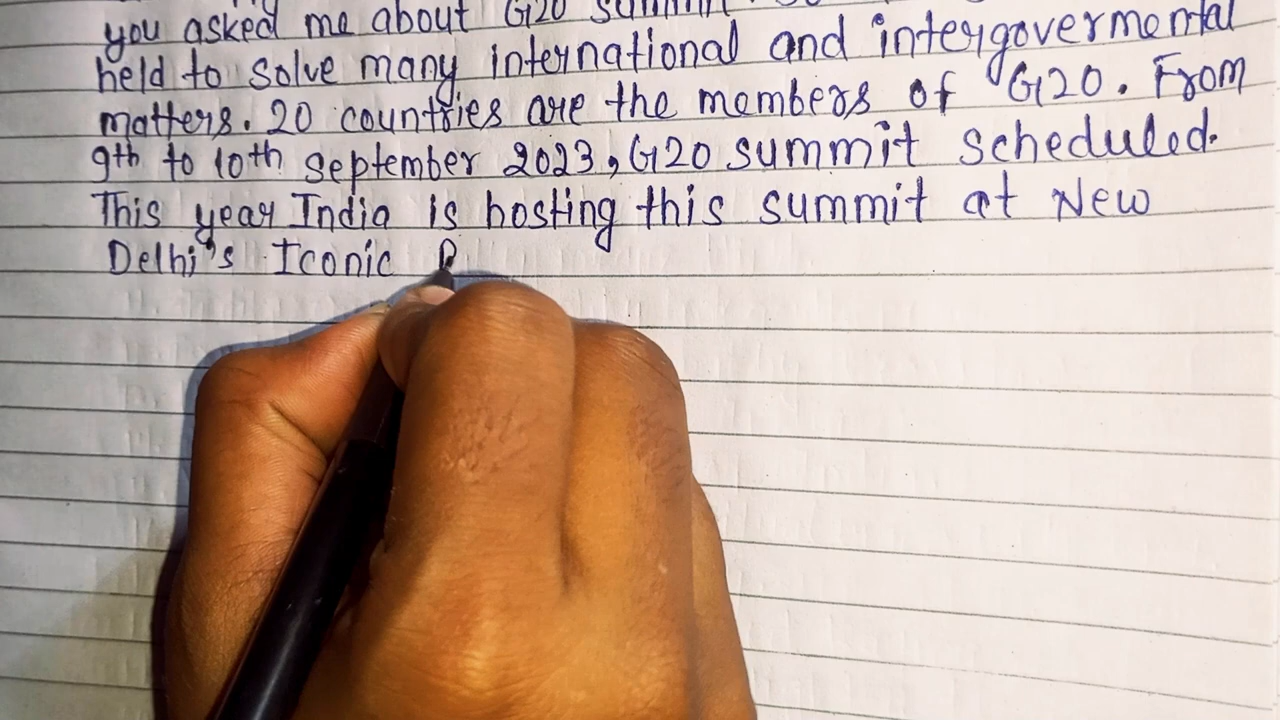 you asked me about G20 summit
held to solve many international and intergovermental
matters. 20 countries are the members of G20. From
9th to 10th september 2023, G20 summit scheduled.
This year India is hosting this summit at New
Delhi's Iconic